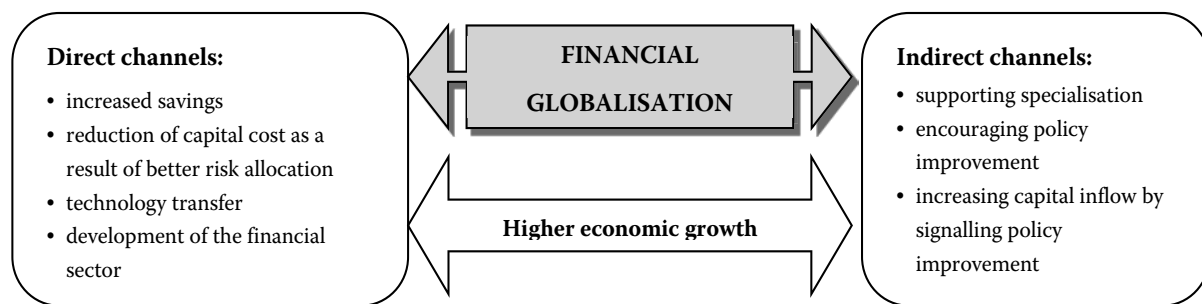 Direct channels:
• increased savings
• reduction of capital cost as a
result of better risk allocation
• technology transfer
• development of the financial
sector
FINANCIAL
GLOBALISATION
Higher economic growth
Indirect channels:
• supporting specialisation
• encouraging policy
improvement
• increasing capital inflow by
signalling policy
improvement